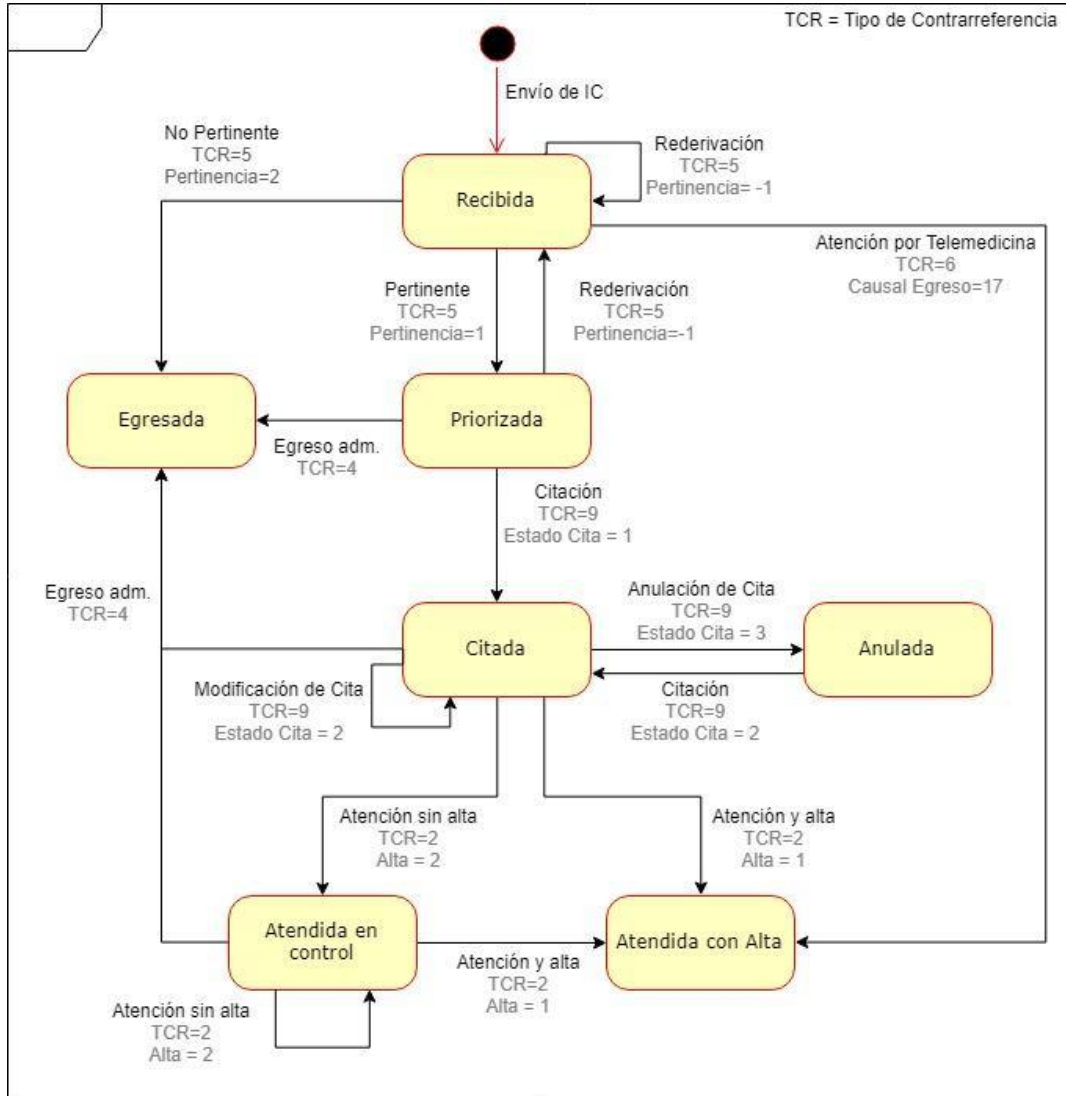 TCR = Tipo de Contrarreferencia
Envío de IC
No Pertinente
TCR=5
Pertinencia=2
Rederivación
TCR=5
Pertinencia= -1
Recibida
Atención por Telemedicina
TCR=6
Causal Egreso=17
Pertinente
TCR=5
Pertinencia=1
Rederivación
TCR=5
Pertinencia=-1
Egresada
Priorizada
Egreso adm.
TCR=4
Citación
TCR=9
Estado Cita = 1
Egreso adm.
TCR=4
Anulación de Cita
TCR=9
Estado Cita = 3
Citada
Anulada
Modificación de Cita
TCR=9
Estado Cita = 2
Citación
TCR=9
Estado Cita = 2
Atención sin alta
TCR=2
Alta = 2
Atención y alta
TCR=2
Alta = 1
Atendida en
control
Atendida con Alta
Atención y alta
TCR=2
Alta = 1
Atención sin alta
TCR=2
Alta = 2